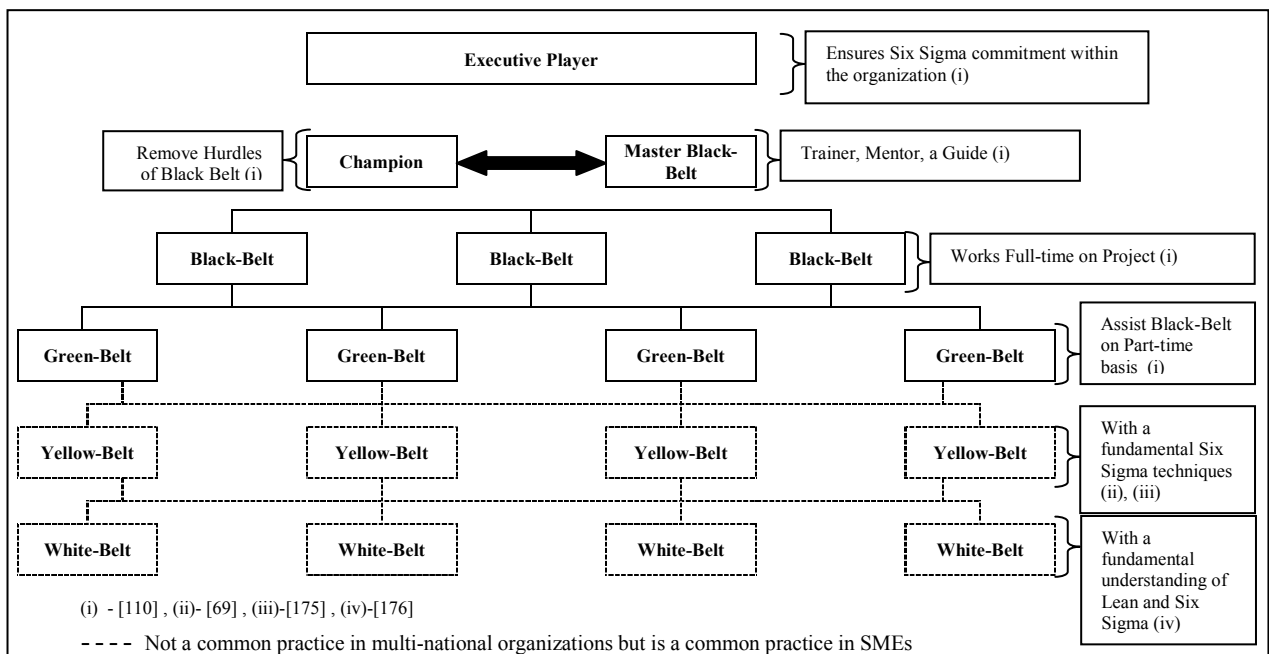 Executive Player
Ensures Six Sigma commitment within
the organization (i)
Remove Hurdles
of Black Belt (i)
Champion
Master Black-
Belt
Trainer, Mentor, a Guide (i)
Black-Belt
Black-Belt
Black-Belt
Works Full-time on Project (i)
Green-Belt
Green-Belt
Green-Belt
Green-Belt
Assist Black-Belt
on Part-time
basis (i)
Yellow-Belt
Yellow-Belt
Yellow-Belt
Yellow-Belt
With a
fundamental Six
Sigma techniques
(ii), (iii)
White-Belt
White-Belt
White-Belt
White-Belt
With a
fundamental
understanding of
Lean and Six
Sigma (iv)
(i) - [110] , (ii)- [69] , (iii)-[175] , (iv)-[176]
- - - - - Not a common practice in multi-national organizations but is a common practice in SMEs